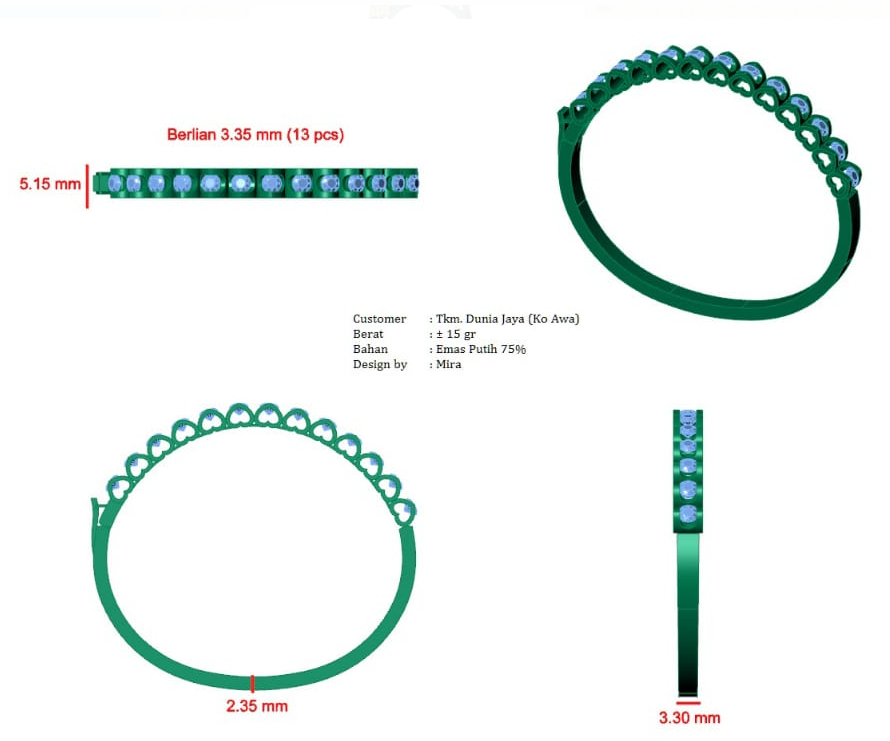 Berlian 3.35 mm (13 pcs)
5.15 mm
Customer : Tkm. Dunia Jaya (Ko Awa)
Berat : ± 15 gr
Bahan : Emas Putih 75%
Design by : Mira
2.35 mm
3.30 mm